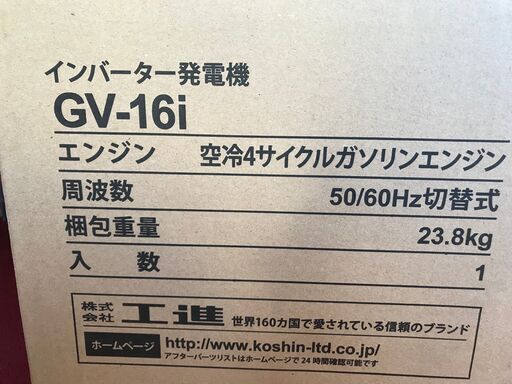 インバーター発電機
GV-16i
エンジン 空冷4サイクルガソリンエンジン
周波数 50/60Hz切替式
梱包重量 23.8kg
入数 1
株式会社 工進 世界160カ国で愛されている信頼のブランド
ホームページ http://www.koshin-ltd.co.jp/
アフターパーツリストはホームページで24時間確認可能です